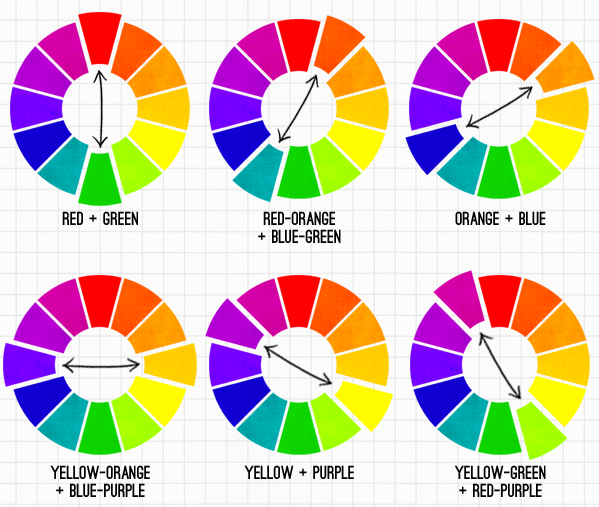 RED + GREEN
RED-ORANGE
+ BLUE-GREEN
ORANGE + BLUE
YELLOW-ORANGE
+ BLUE-PURPLE
YELLOW + PURPLE
YELLOW-GREEN
+ RED-PURPLE